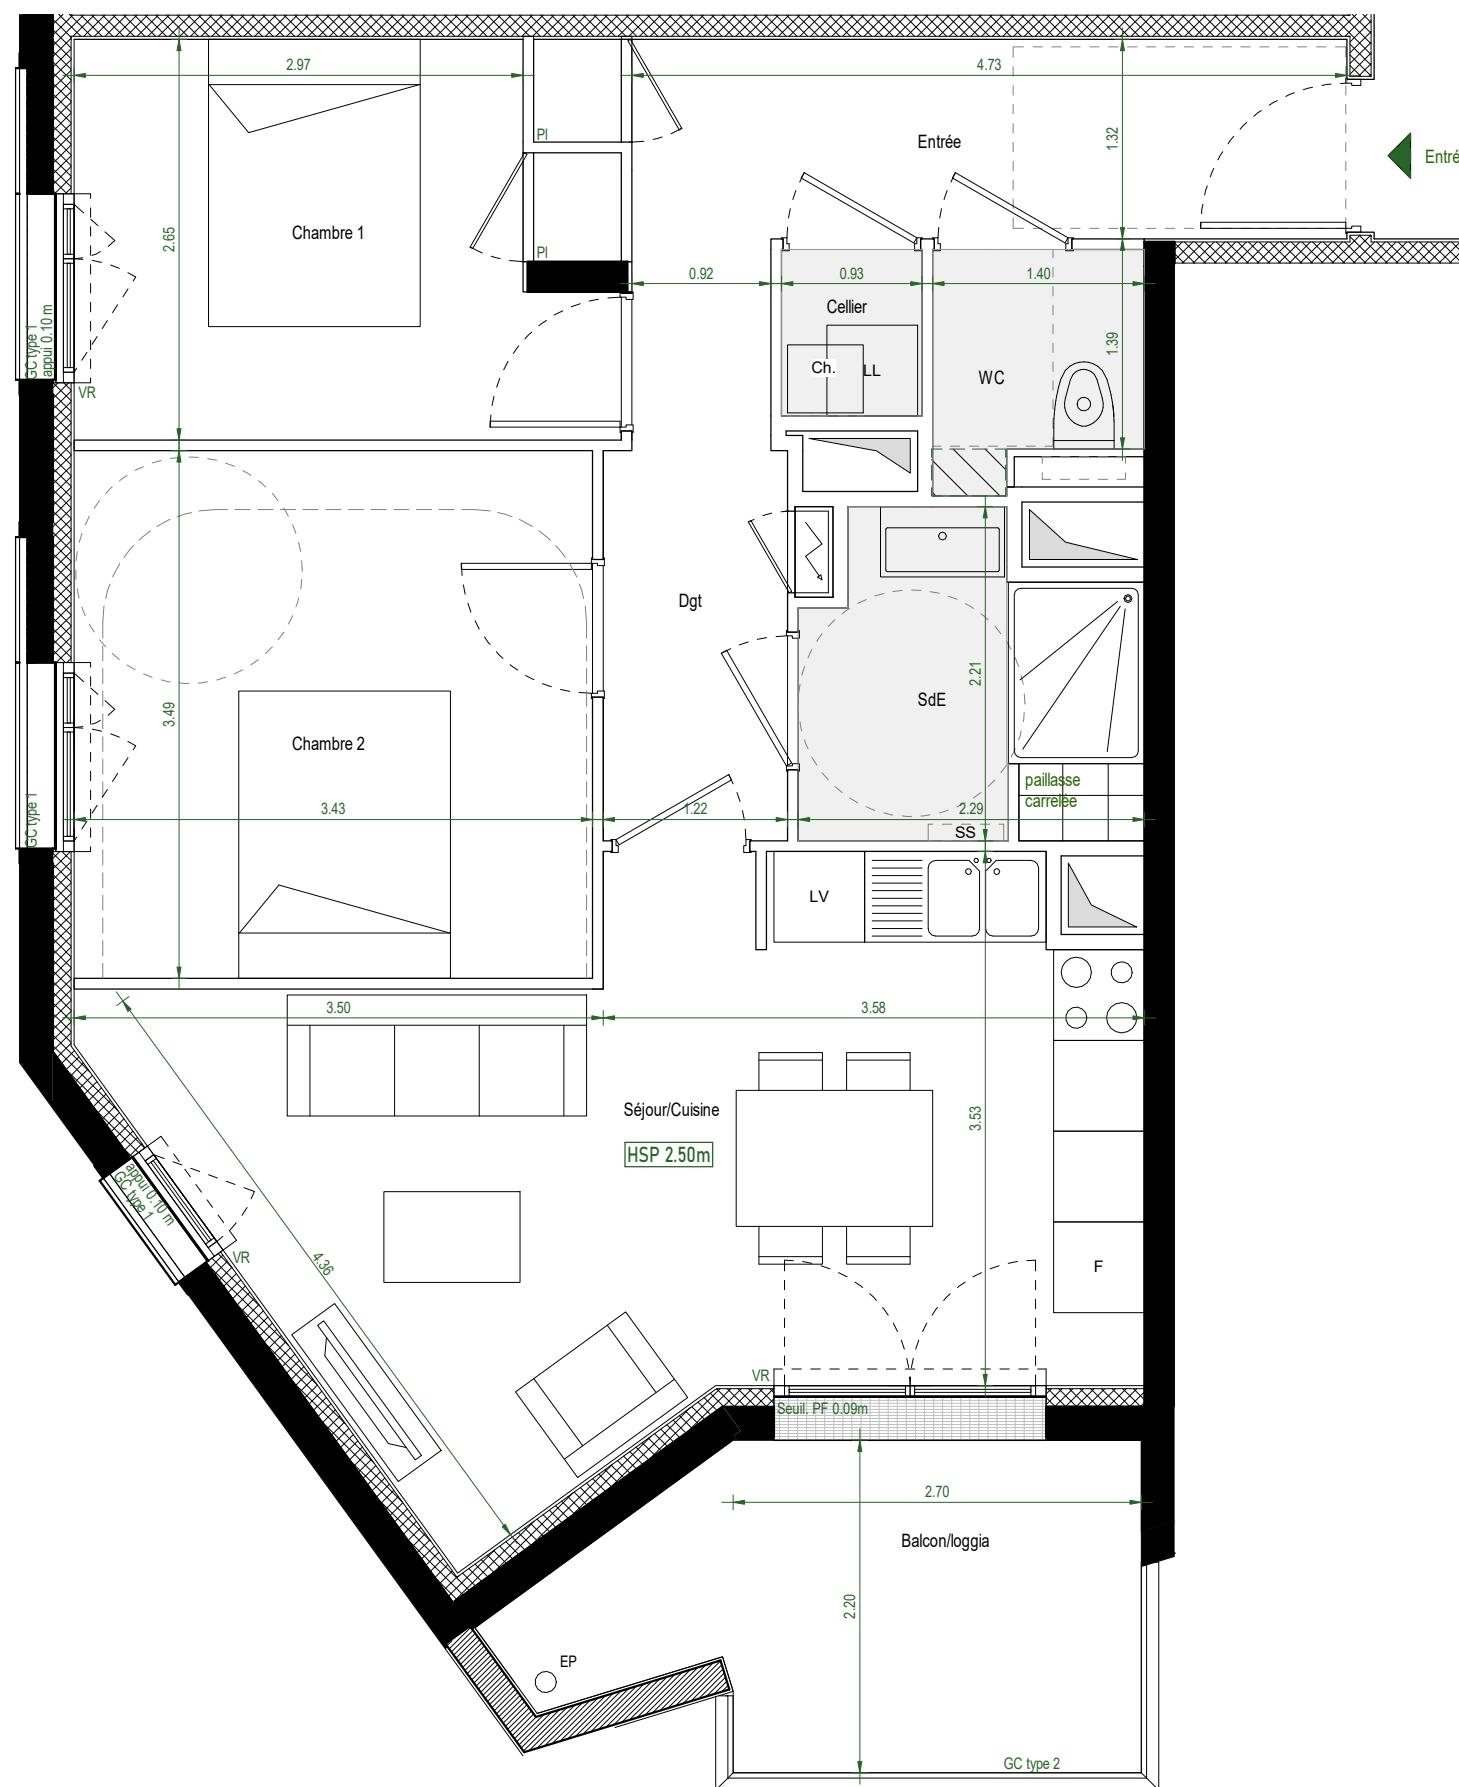 2.97
4.73
Pl
Entrée
1.32
Entré
Chambre 1
2.65
Pl
0.92
0.93
1.40
Cellier
GC type 1
appui 0.10 m
1.39
Ch.
LL
WC
VR
Dgt
2.21
SdE
3.49
Chambre 2
paillasse
carrelée
GC type 1
3.43
1.22
2.29
SS
LV
3.50
3.58
Séjour/Cuisine
3.53
HSP 2.50m
appui 0.10 m
GC type 1
VR
4.36
F
VR
Seuil. PF 0.09m
2.70
Balcon/loggia
2.20
EP
GC type 2